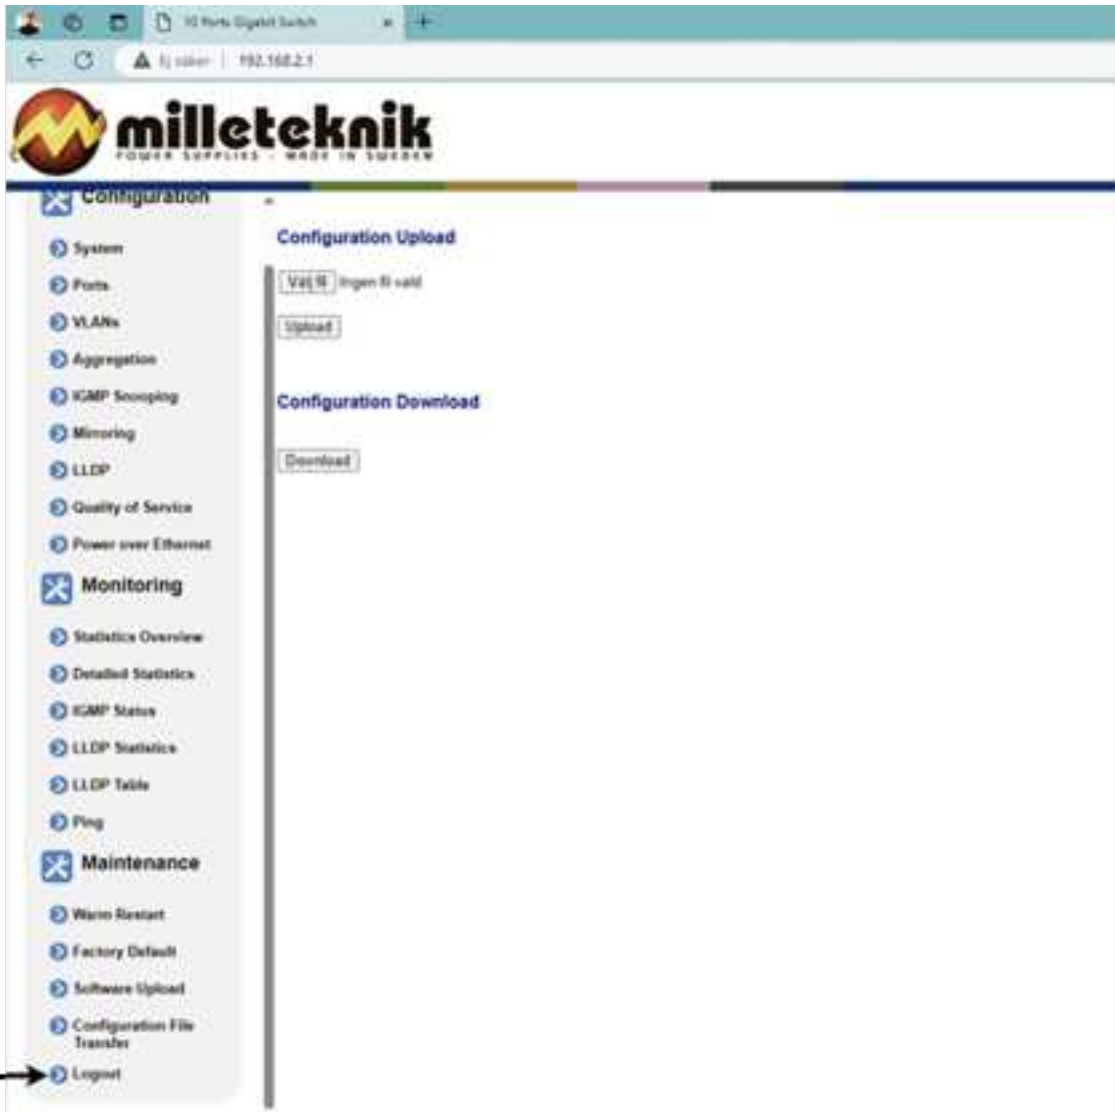 10 Ports Gigabit Switch
Ej säker | 192.168.2.1
milleteknik
POWER SUPPLIES - MADE IN SWEDEN
Configuration
System
Ports
VLANs
Aggregation
IGMP Snooping
Mirroring
LLDP
Quality of Service
Power over Ethernet
Monitoring
Statistics Overview
Detailed Statistics
IGMP Status
LLDP Statistics
LLDP Table
Ping
Maintenance
Warm Restart
Factory Default
Software Upload
Configuration File
Transfer
Logout
Configuration Upload
Välj fil Ingen fil vald
Upload
Configuration Download
Download